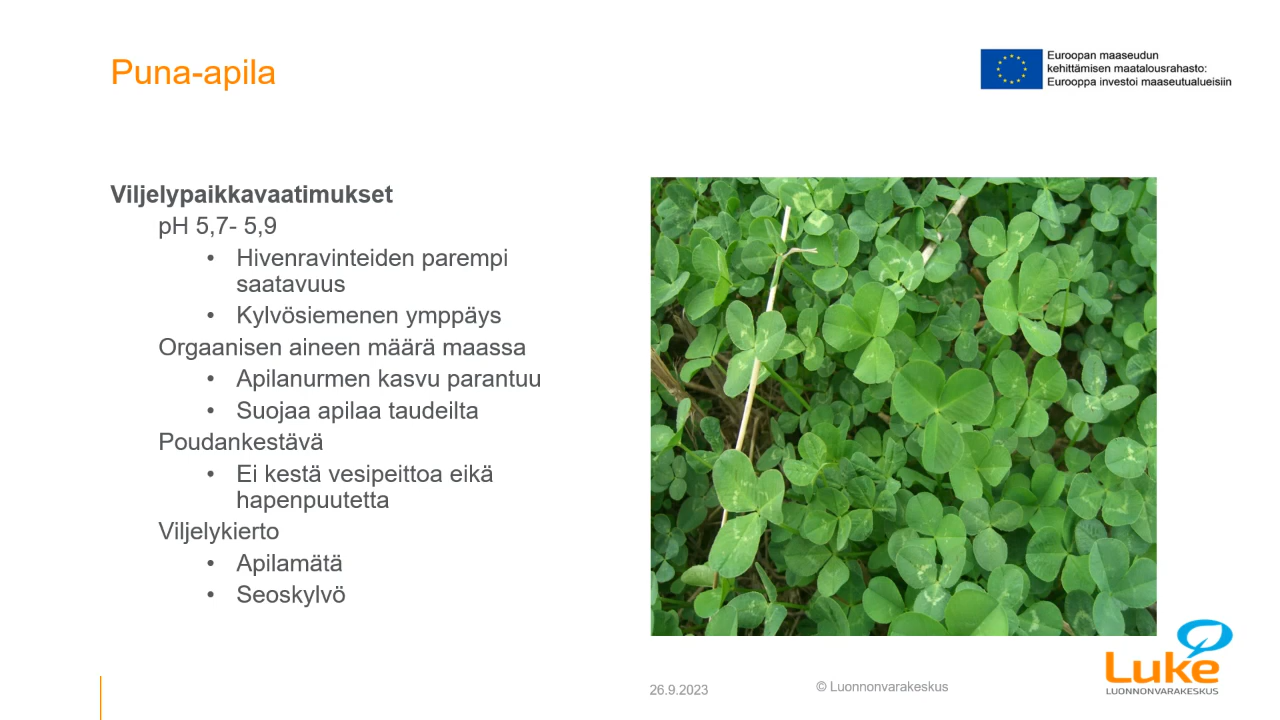 Puna-apila
Euroopan maaseudun
kehittämisen maatalousrahasto:
Eurooppa investoi maaseutualueisiin
Viljelypaikkavaatimukset
pH 5,7- 5,9
• Hivenravinteiden parempi
saatavuus
• Kylvösiemenen ymppäys
Orgaanisen aineen määrä maassa
• Apilanurmen kasvu parantuu
• Suojaa apilaa taudeilta
Poudankestävä
• Ei kestä vesipeittoa eikä
hapenpuutetta
Viljelykierto
• Apilamätä
• Seoskylvö
26.9.2023
© Luonnonvarakeskus
Luke
LUONNONVARAKESKUS